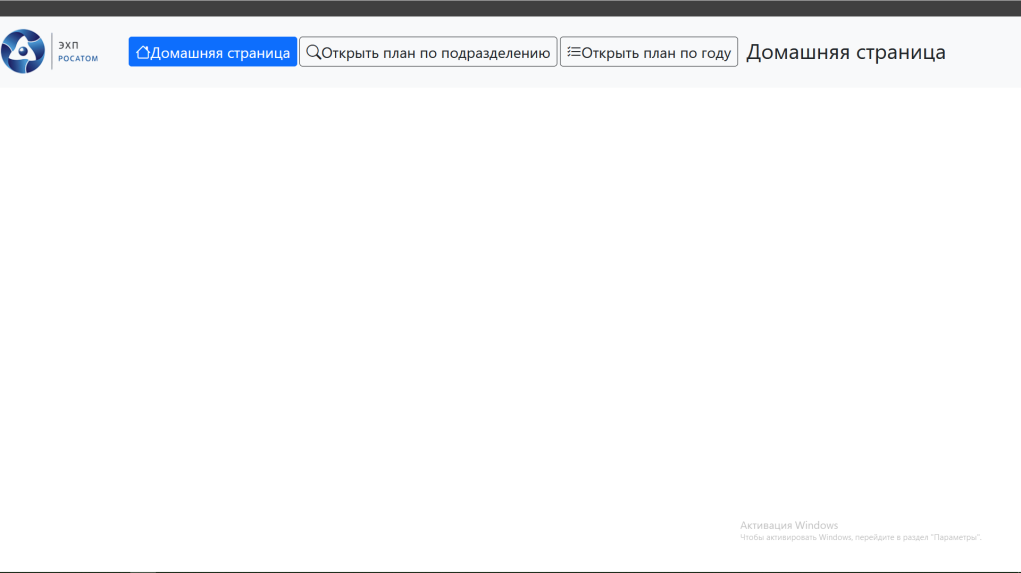 ЭХП
РОСАТОМ
Домашняя страница
Открыть план по подразделению
Открыть план по году
Домашняя страница
Активация Windows
Чтобы активировать Windows, перейдите в раздел "Параметры".